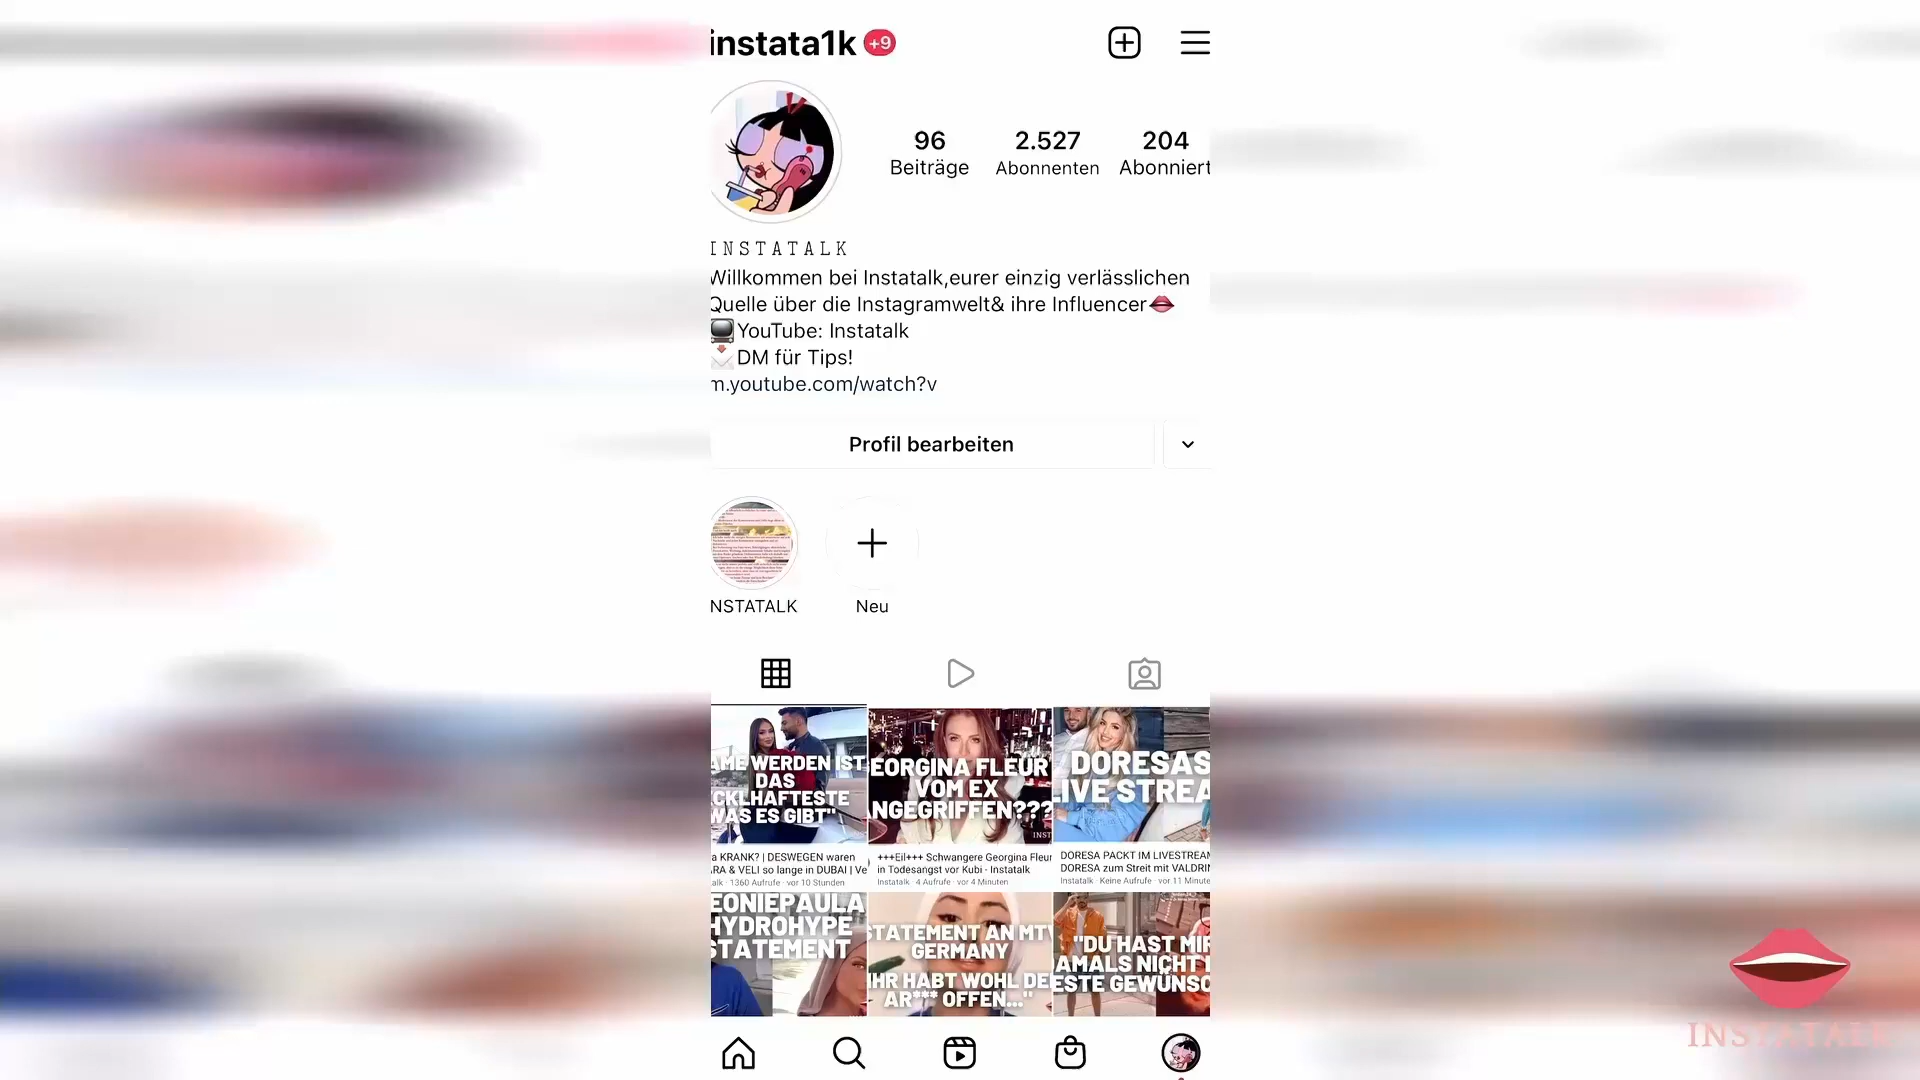 instata1k +9
96 2.527 204
Beiträge Abonnenten Abonniert
INSTATALK
Willkommen bei Instatalk,eurer einzig verlässlichen
Quelle über die Instagramwelt& ihre Influencer
YouTube: Instatalk
DM für Tips!
m.youtube.com/watch?v
Profil bearbeiten
NSTATALK Neu
AME WERDEN IST
DAS
CKLHAFTESTE
WAS ES GIBT"
a KRANK? | DESWEGEN waren
RA & VELI so lange in DUBAI | Ve
alk · 1360 Aufrufe · vor 10 Stunden
EORGINA FLEUR
VOM EX
NGEGRIFFEN???
INST
+++Eil+++ Schwangere Georgina Fleur
in Todesangst vor Kubi - Instatalk
Instatalk · 4 Aufrufe · vor 4 Minuten
DORESAS
LIVE STREA
DORESA PACKT IM LIVESTREAM
DORESA zum Streit mit VALDRIN
Instatalk · Keine Aufrufe · vor 11 Minute
EONIEPAULA
HYDROHYPE
STATEMENT
STATEMENT AN MTV
GERMANY
IHR HABT WOHL DE
AR*** OFFEN..."
"DU HAST MIR
AMALS NICHT
ESTE GEWÜNSC
INSTATALK